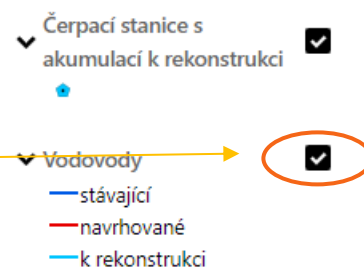 Čerpací stanice s
akumulací k rekonstrukci
Vodovody
stávající
navrhované
k rekonstrukci